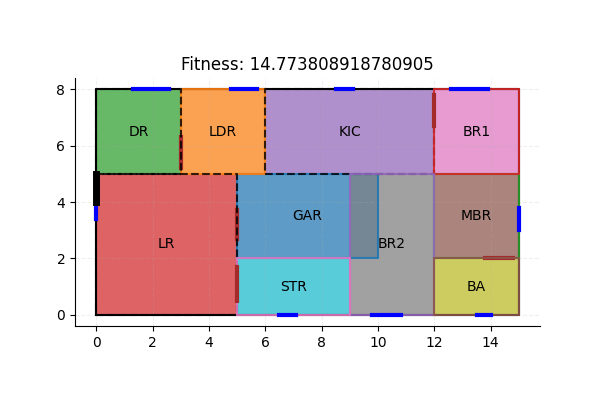 Fitness: 14.773808918780905
8
DR
LDR
KIC
BR1
6
4
GAR
MBR
LR
BR2
2
STR
BA
0
0 2 4 6 8 10 12 14